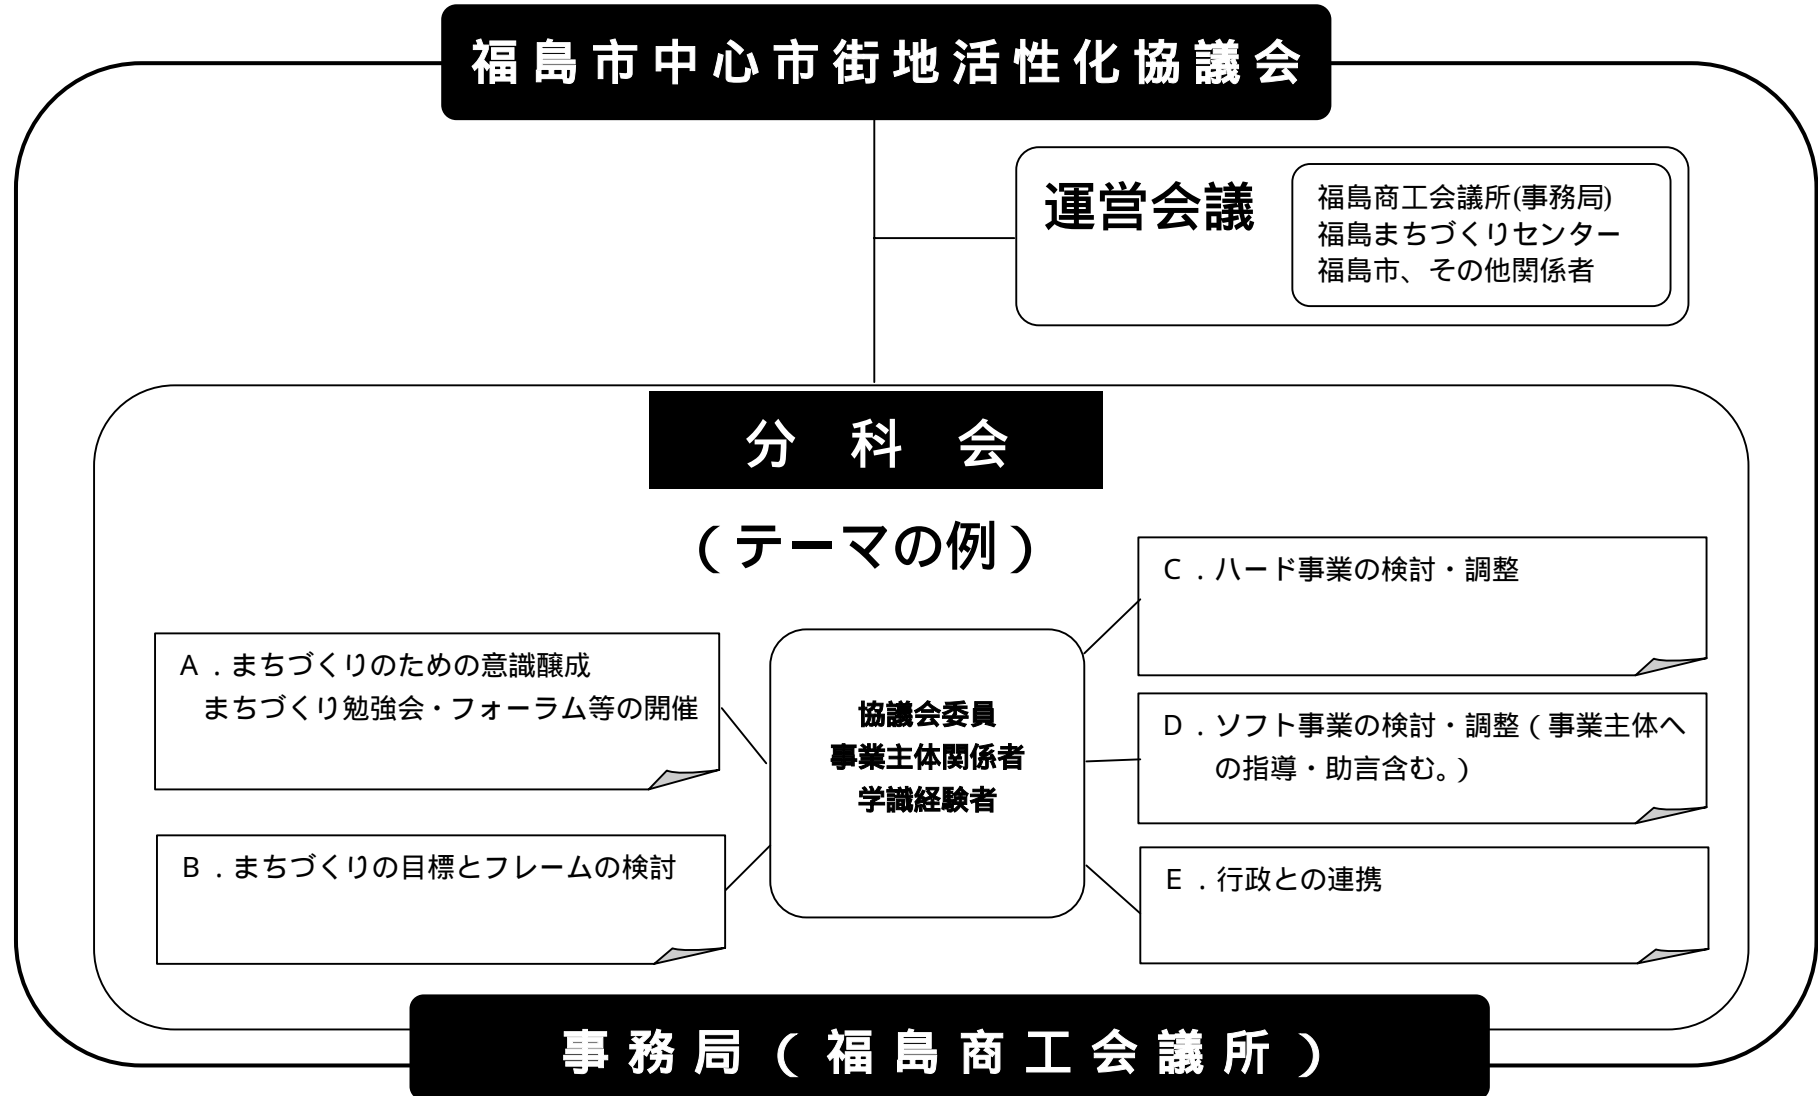 福島市中心市街地活性化協議会
運営会議
福島商工会議所(事務局)
福島まちづくりセンター
福島市、その他関係者
分科会
（テーマの例）
A．まちづくりのための意識醸成
まちづくり勉強会・フォーラム等の開催
B．まちづくりの目標とフレームの検討
協議会委員
事業主体関係者
学識経験者
C．ハード事業の検討・調整
D．ソフト事業の検討・調整（事業主体へ
の指導・助言含む。）
E．行政との連携
事務局（福島商工会議所）